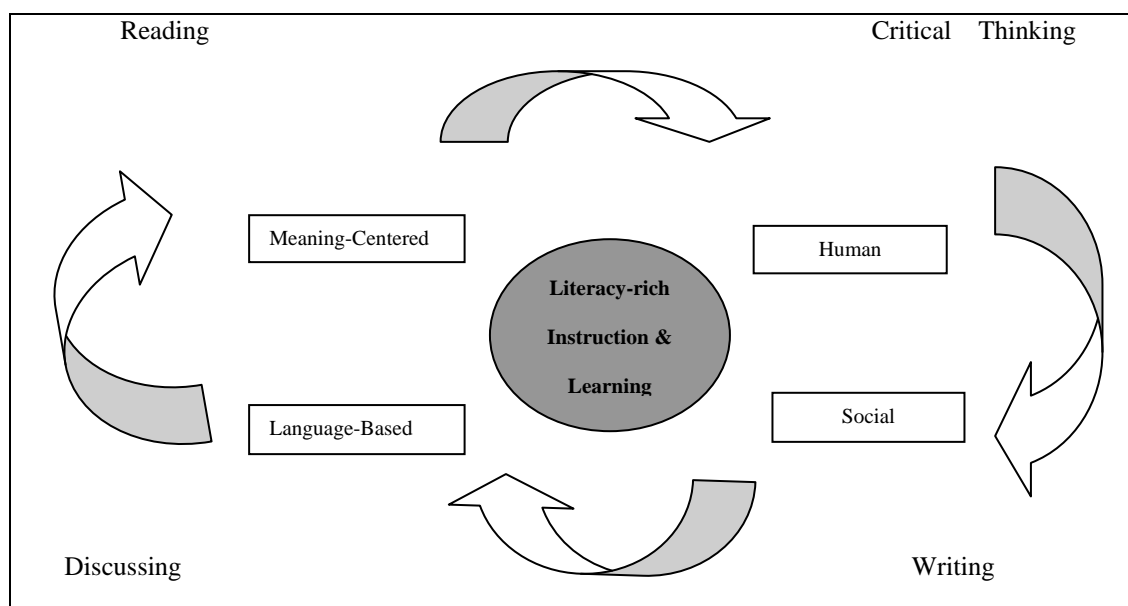 Reading
Critical Thinking
Meaning-Centered
Human
Literacy-rich
Instruction &
Learning
Language-Based
Social
Discussing
Writing